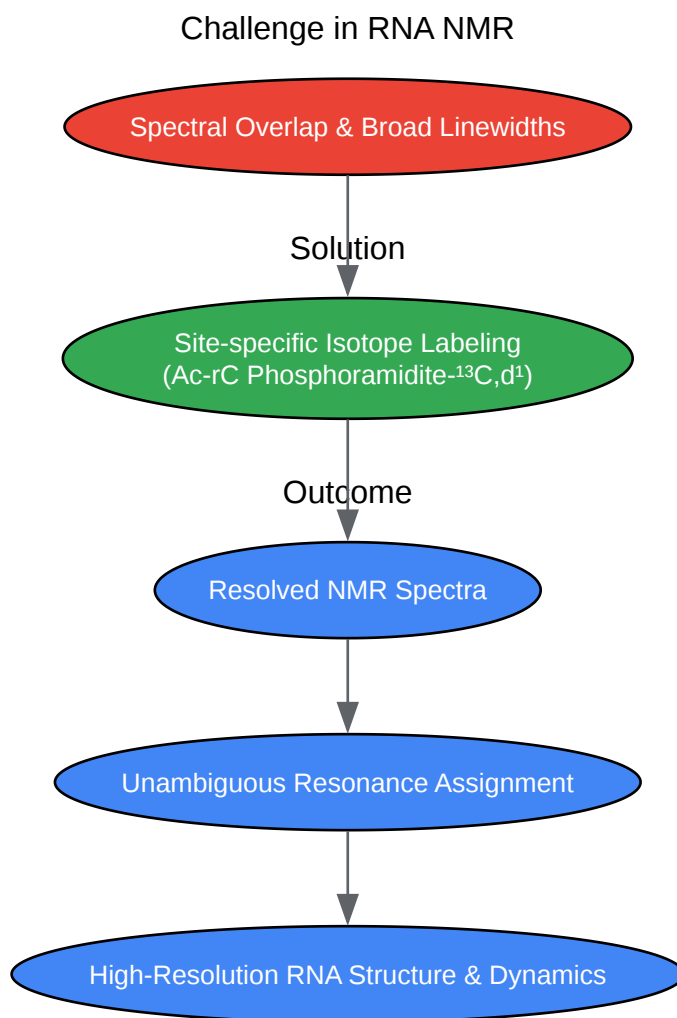 Challenge in RNA NMR
Spectral Overlap & Broad Linewidths
Solution
Site-specific Isotope Labeling
(Ac-rC Phosphoramidite-¹³C,d¹)
Outcome
Resolved NMR Spectra
Unambiguous Resonance Assignment
High-Resolution RNA Structure & Dynamics